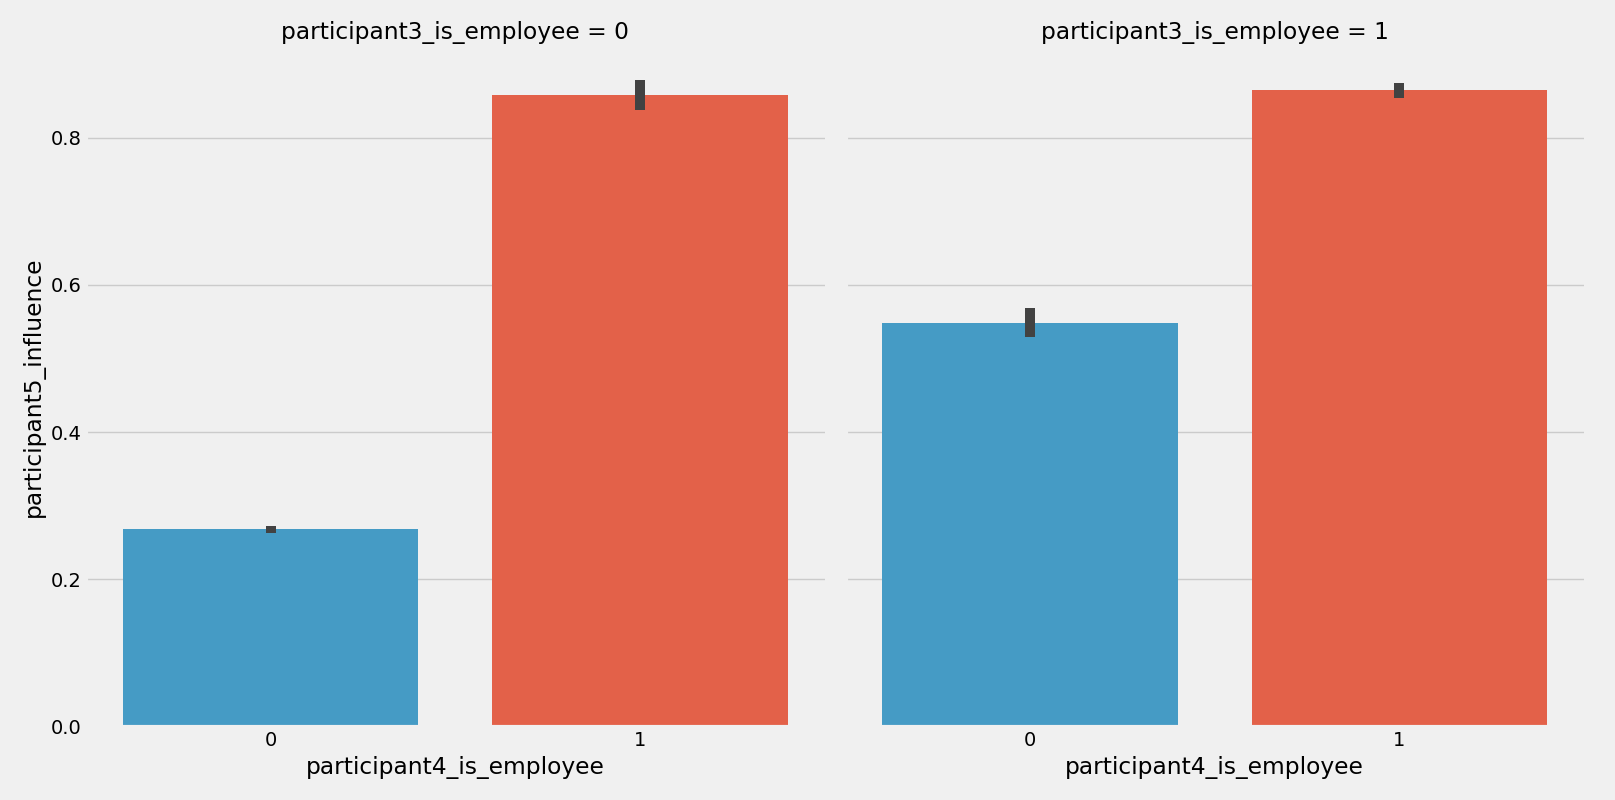 participant3_is_employee = 0
participant3_is_employee = 1
participant5_influence
0.8
0.6
0.4
0.2
0.0
0
1
0
1
participant4_is_employee
participant4_is_employee